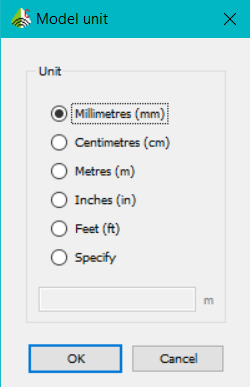 Model unit
Unit
Millimetres (mm)
Centimetres (cm)
Metres (m)
Inches (in)
Feet (ft)
Specify
m
OK
Cancel